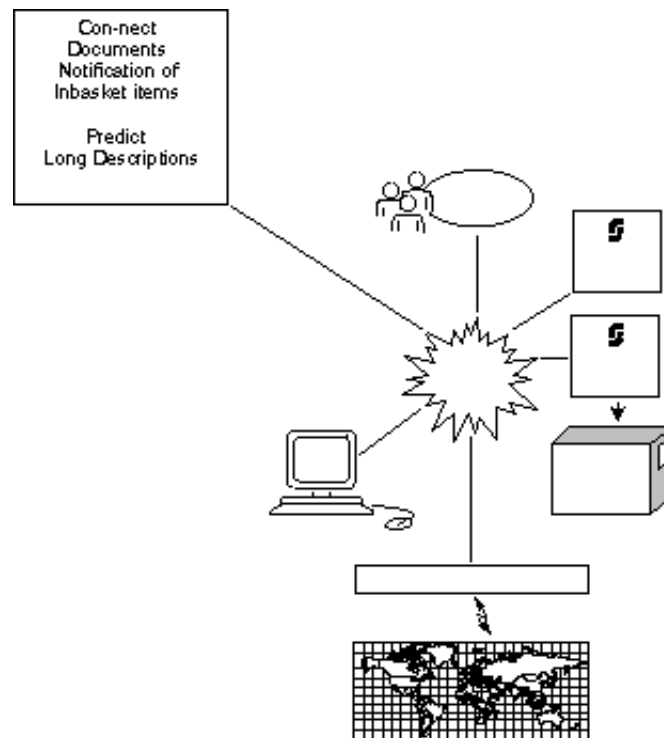 Con-nect
Documents
Notification of
Inbasket items
Predict
Long Descriptions